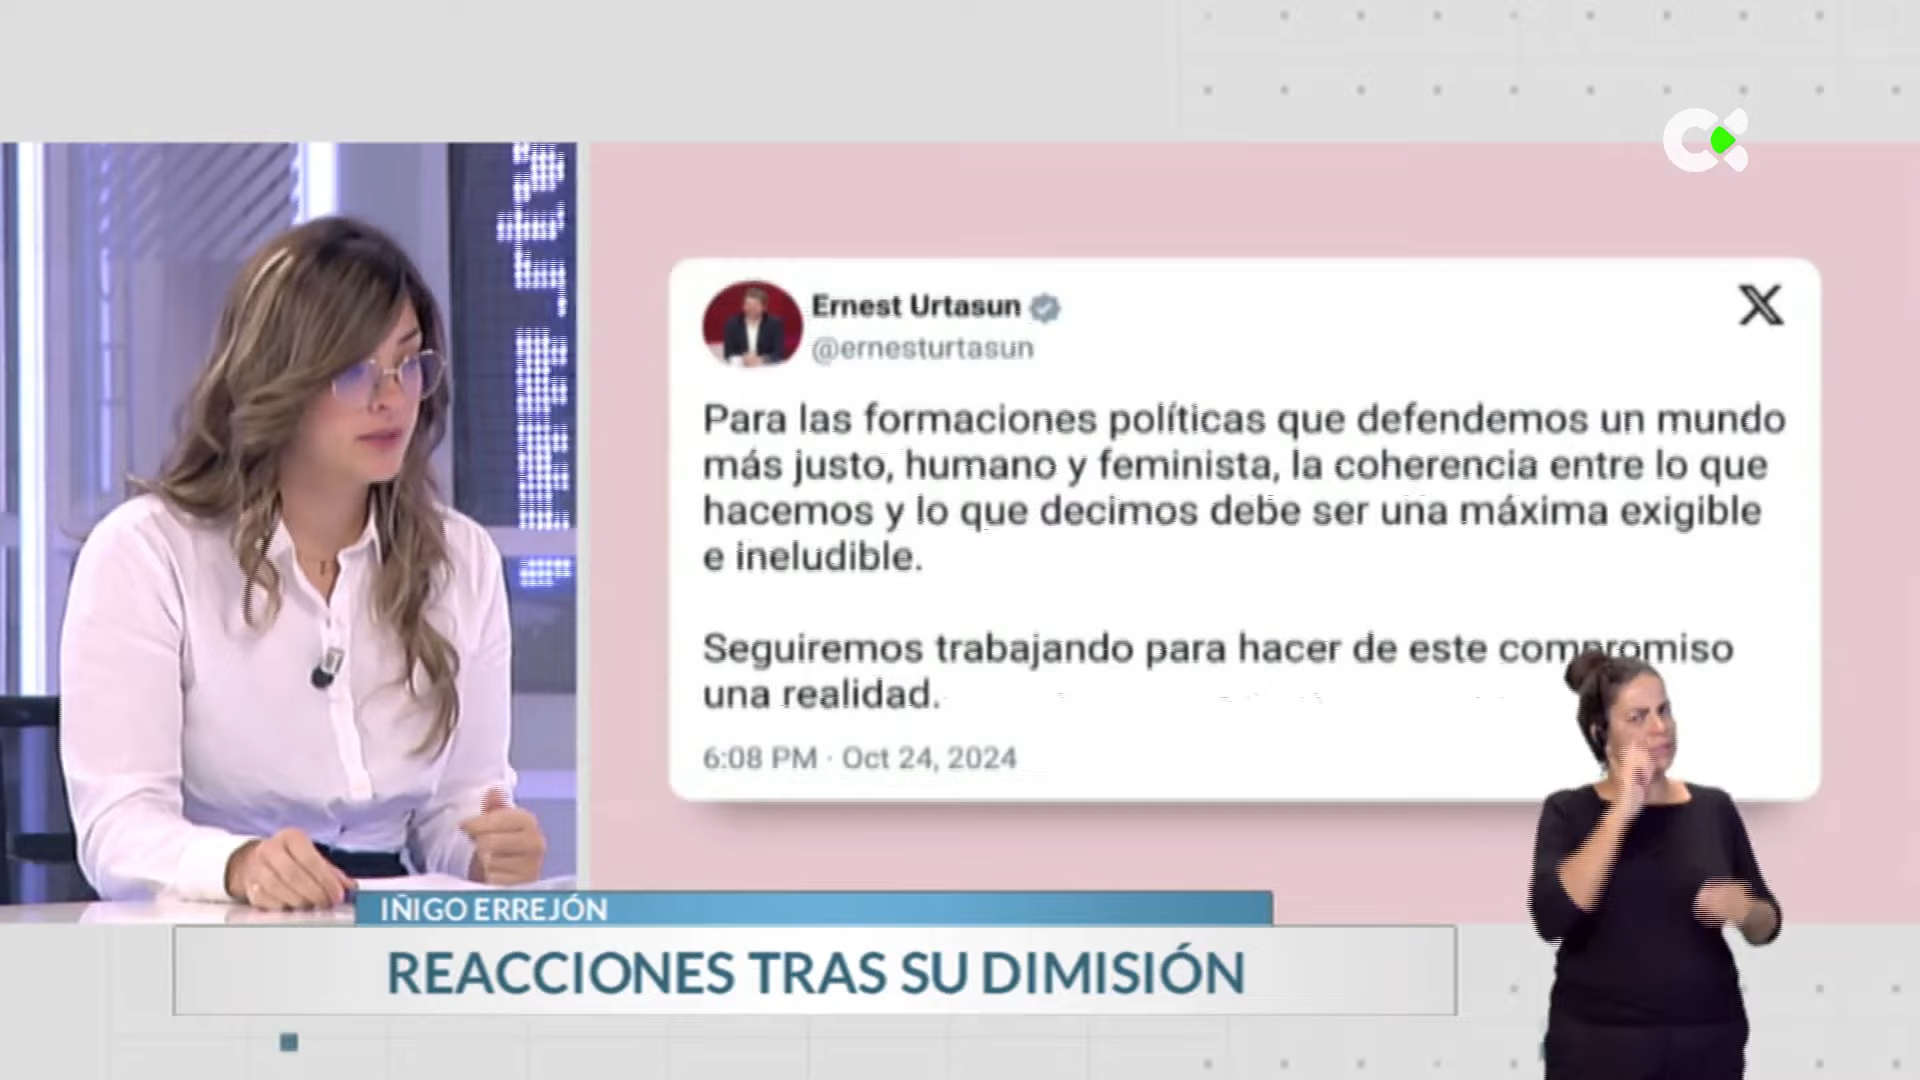 Ernest Urtasun
@ernesturtasun
Para las formaciones políticas que defendemos un mundo
más justo, humano y feminista, la coherencia entre lo que
hacemos y lo que decimos debe ser una máxima exigible
e ineludible.
Seguiremos trabajando para hacer de este compromiso
una realidad.
6:08 PM · Oct 24, 2024
IÑIGO ERREJÓN
REACCIONES TRAS SU DIMISIÓN